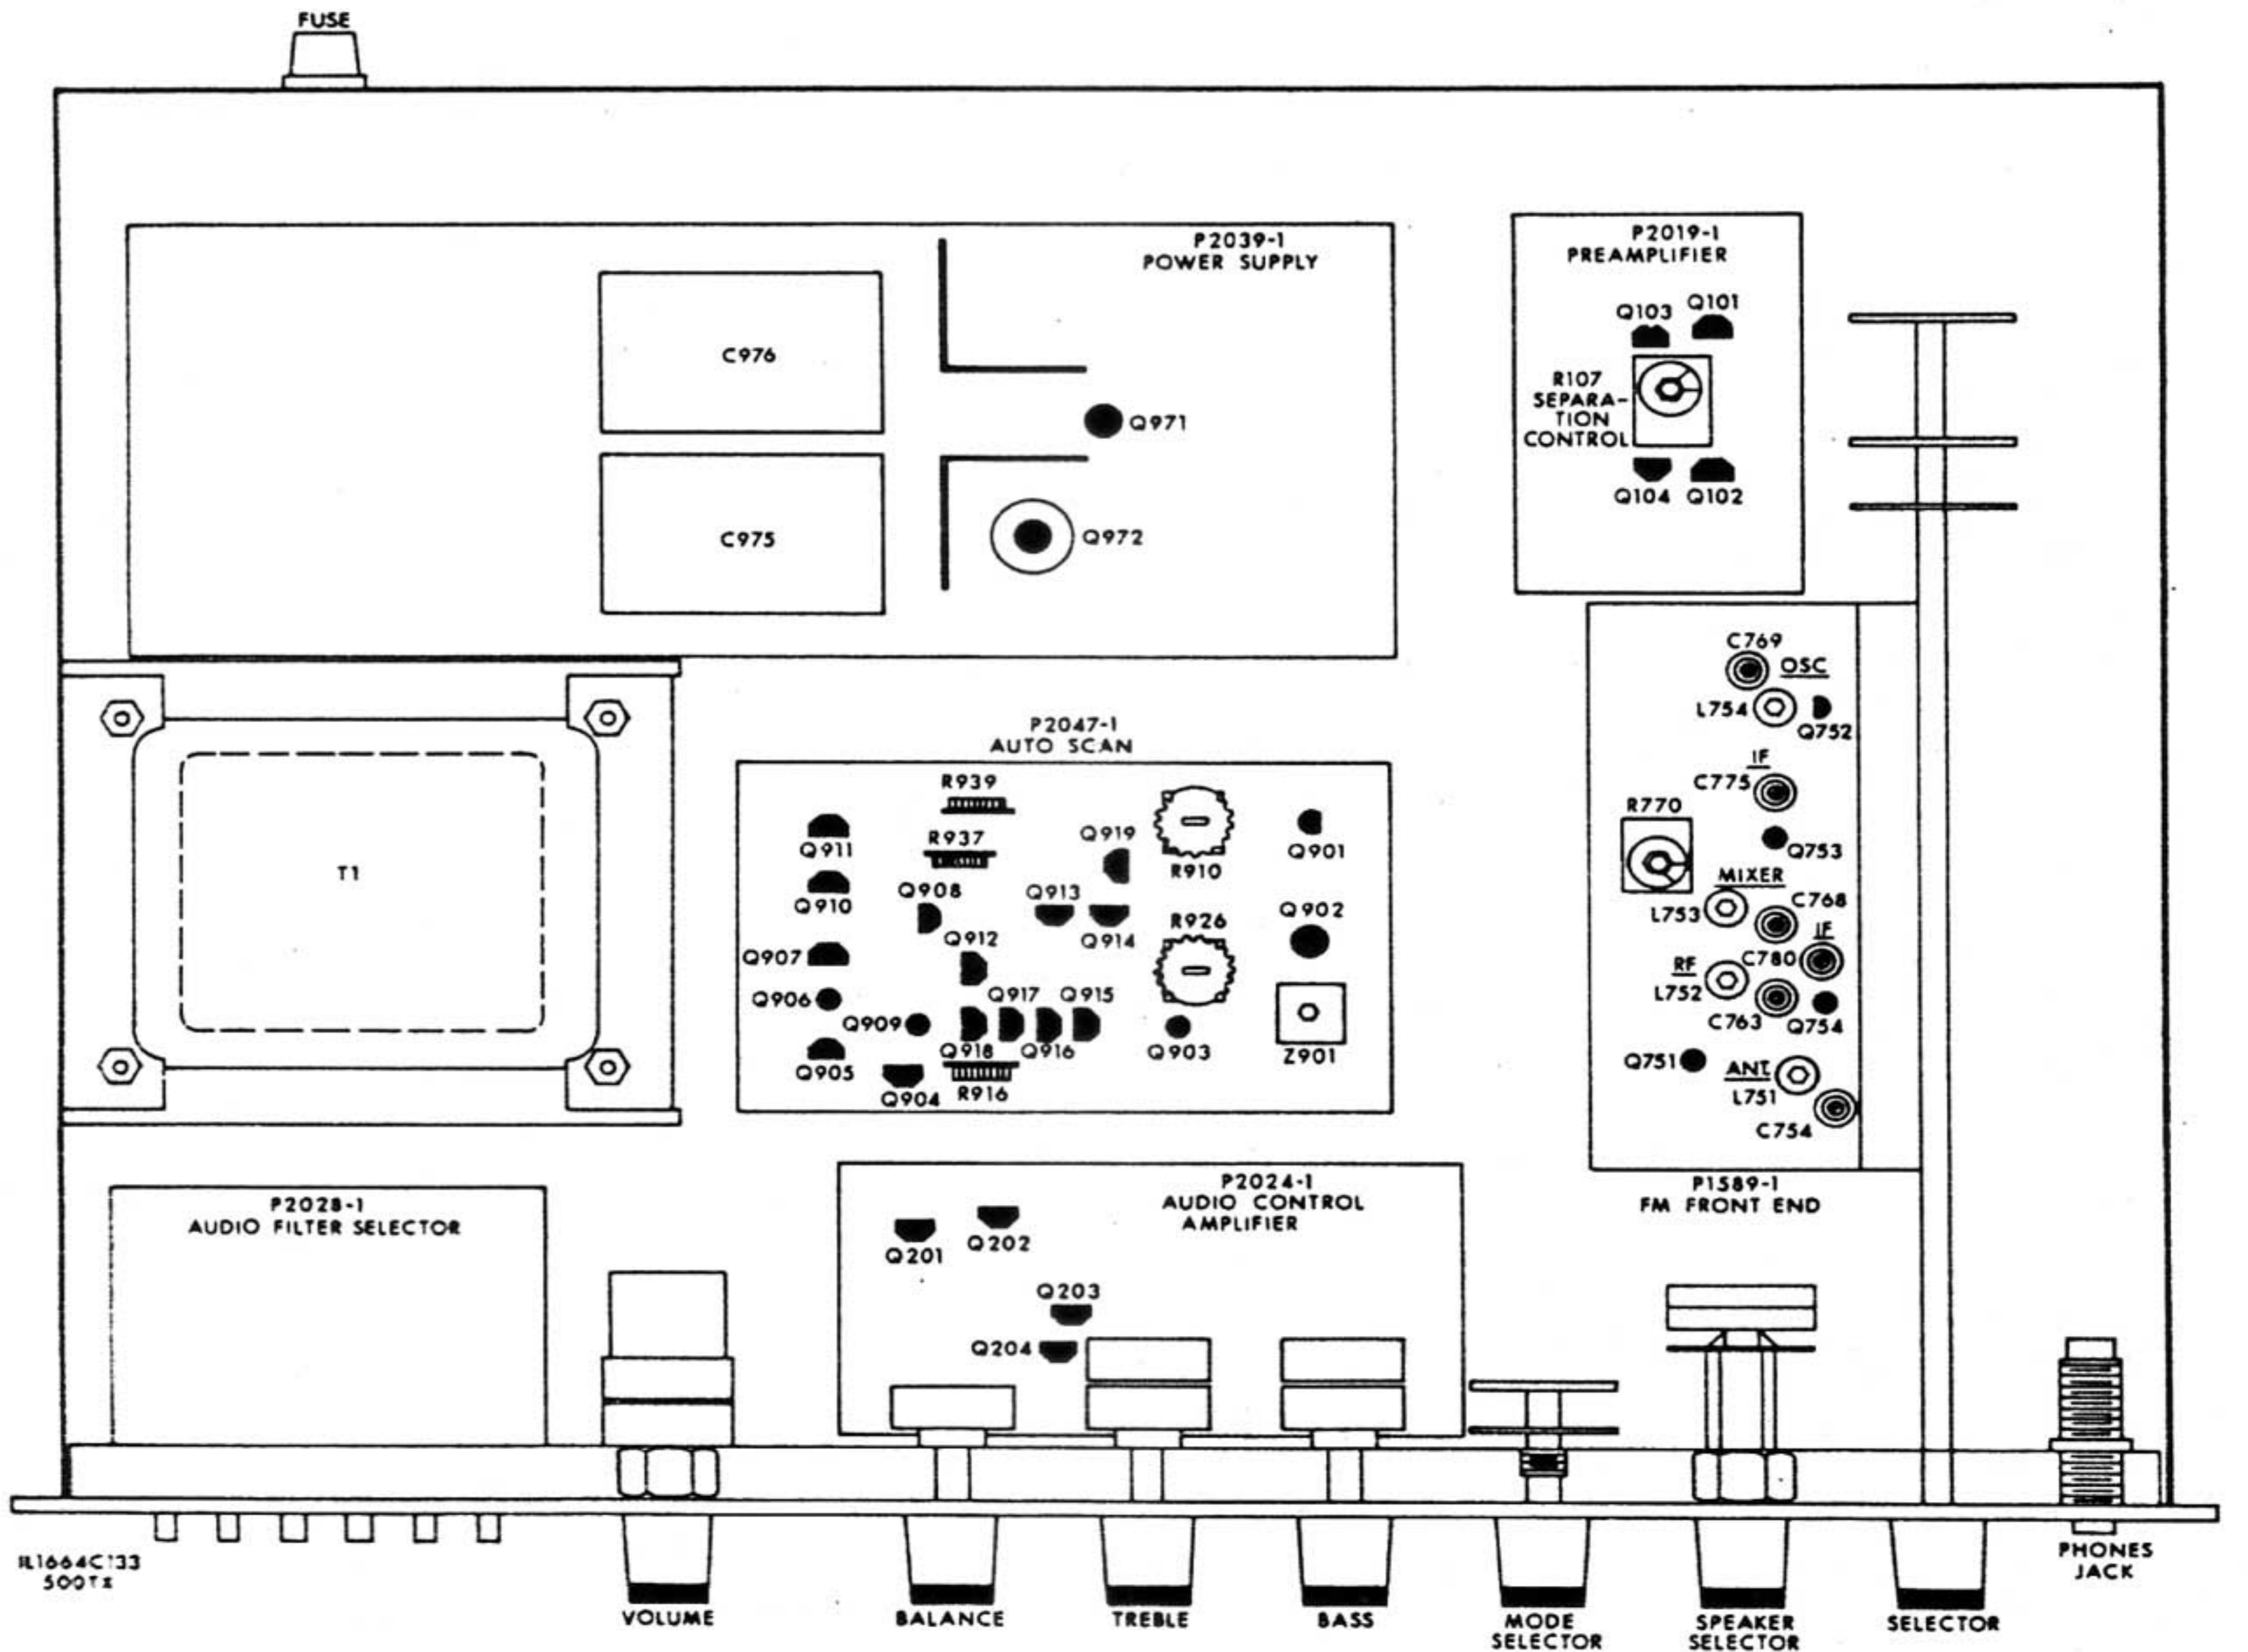 FUSE
P2039-1
POWER SUPPLY
C976
Q971
C975
Q972
P2019-1
PREAMPLIFIER
Q103
Q101
R107
SEPARA-
TION
CONTROL
Q104
Q102
C769
OSC
L754
Q752
IF
C775
R770
Q753
MIXER
C768
L753
IF
C780
RF
L752
C763
Q754
Q751
ANT.
L751
C754
P1589-1
FM FRONT END
T1
P2047-1
AUTO SCAN
R939
Q911
R937
Q919
R910
Q901
Q910
Q908
Q913
Q914
R926
Q902
Q912
Q907
Q906
Q917
Q915
Q909
Q918
Q916
Q903
Z901
Q905
Q904
R916
P2028-1
AUDIO FILTER SELECTOR
P2024-1
AUDIO CONTROL
AMPLIFIER
Q201
Q202
Q203
Q204
500TX
VOLUME
BALANCE
TREBLE
BASS
MODE
SELECTOR
SPEAKER
SELECTOR
SELECTOR
PHONES
JACK